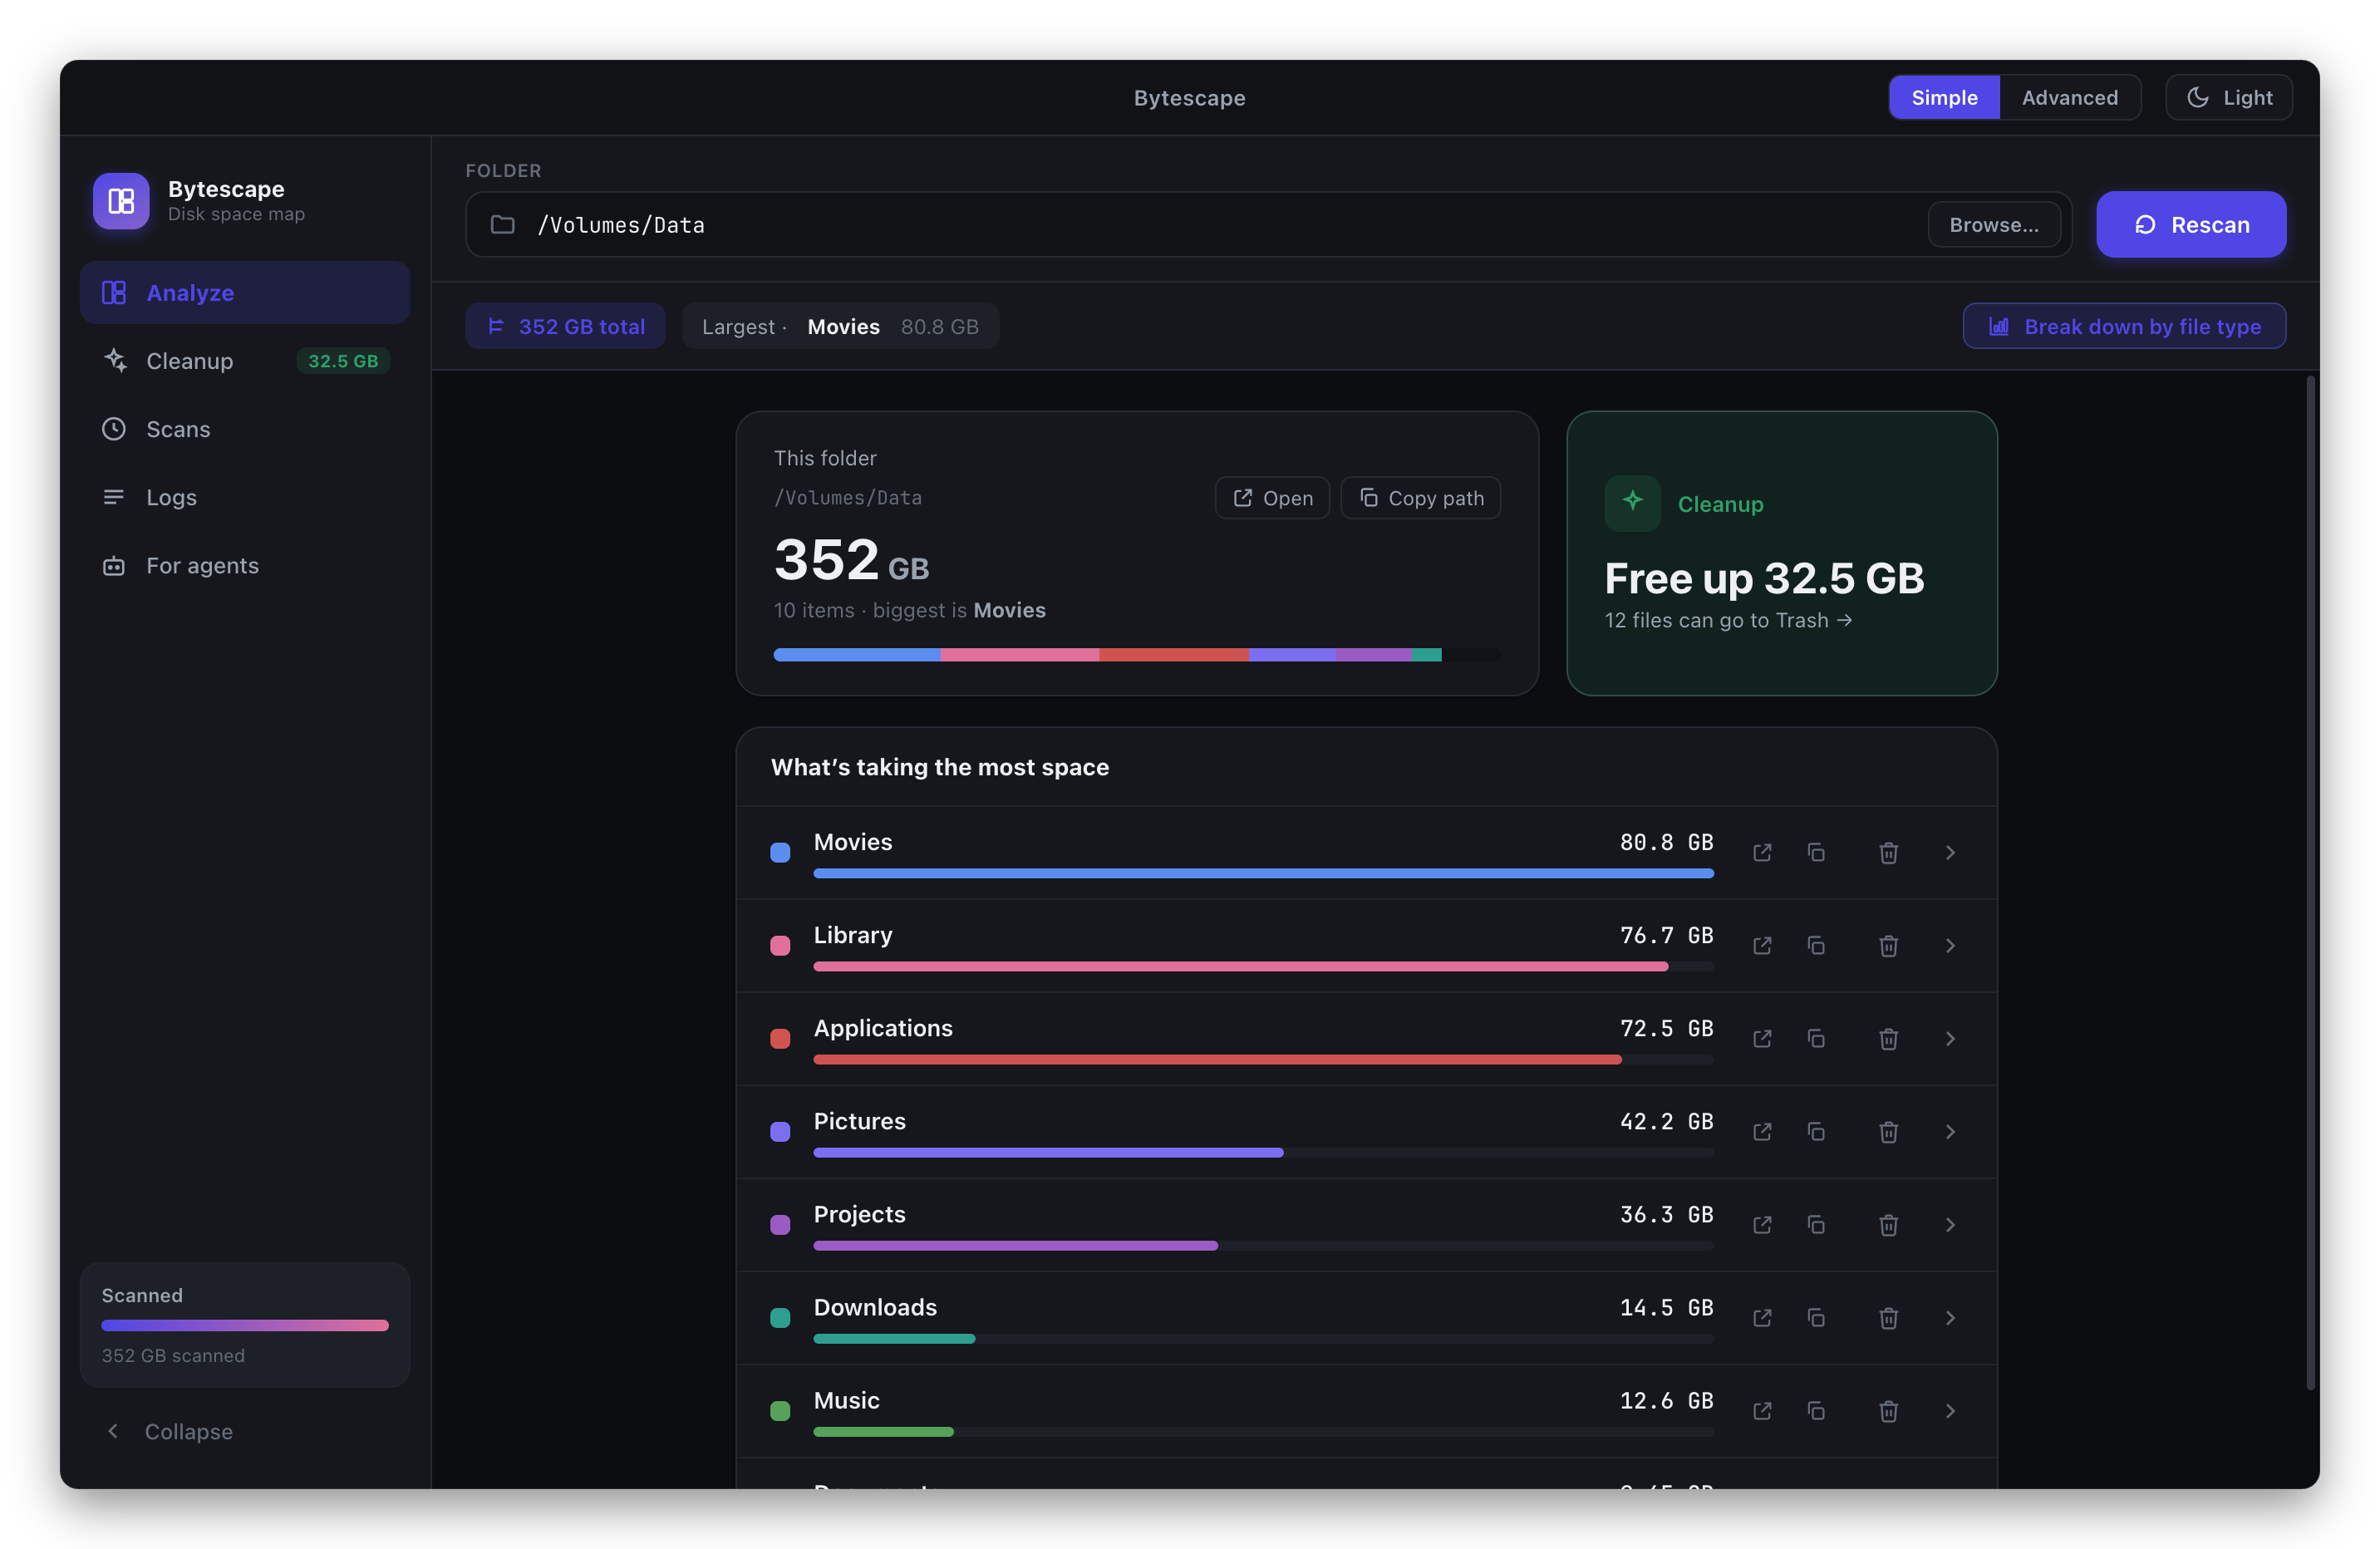 Bytescape
Simple
Advanced
Light
Bytescape
Disk space map
Analyze
Cleanup
32.5 GB
Scans
Logs
For agents
Scanned
352 GB scanned
Collapse
FOLDER
/Volumes/Data
Browse...
Rescan
352 GB total
Largest · Movies 80.8 GB
Break down by file type
This folder
/Volumes/Data
Open
Copy path
352 GB
10 items · biggest is Movies
Cleanup
Free up 32.5 GB
12 files can go to Trash →
What’s taking the most space
Movies 80.8 GB
Library 76.7 GB
Applications 72.5 GB
Pictures 42.2 GB
Projects 36.3 GB
Downloads 14.5 GB
Music 12.6 GB